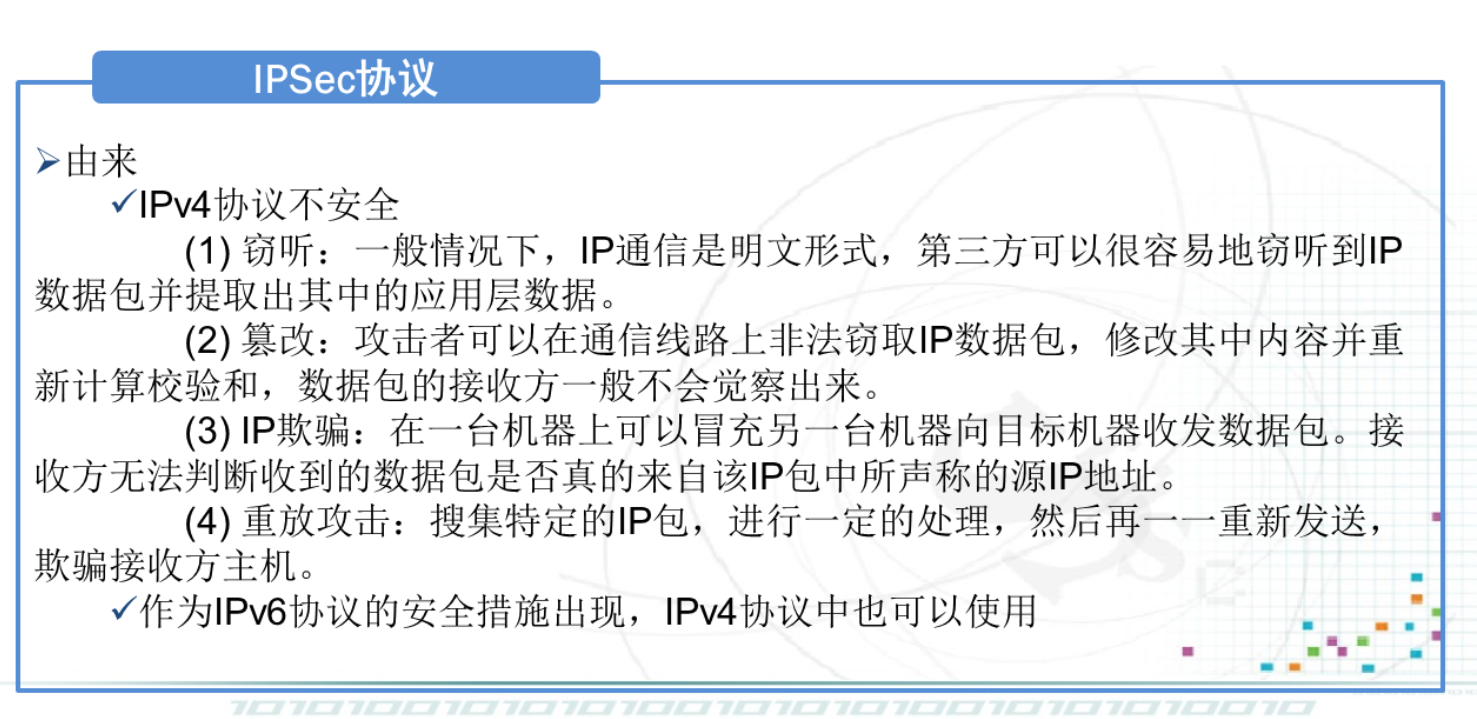 IPSec协议
➢由来
✓IPv4协议不安全
(1) 窃听：一般情况下，IP通信是明文形式，第三方可以很容易地窃听到IP
数据包并提取出其中的应用层数据。
(2) 篡改：攻击者可以在通信线路上非法窃取IP数据包，修改其中内容并重
新计算校验和，数据包的接收方一般不会觉察出来。
(3) IP欺骗：在一台机器上可以冒充另一台机器向目标机器收发数据包。接
收方无法判断收到的数据包是否真的来自该IP包中所声称的源IP地址。
(4) 重放攻击：搜集特定的IP包，进行一定的处理，然后再一一重新发送，
欺骗接收方主机。
✓作为IPv6协议的安全措施出现，IPv4协议中也可以使用